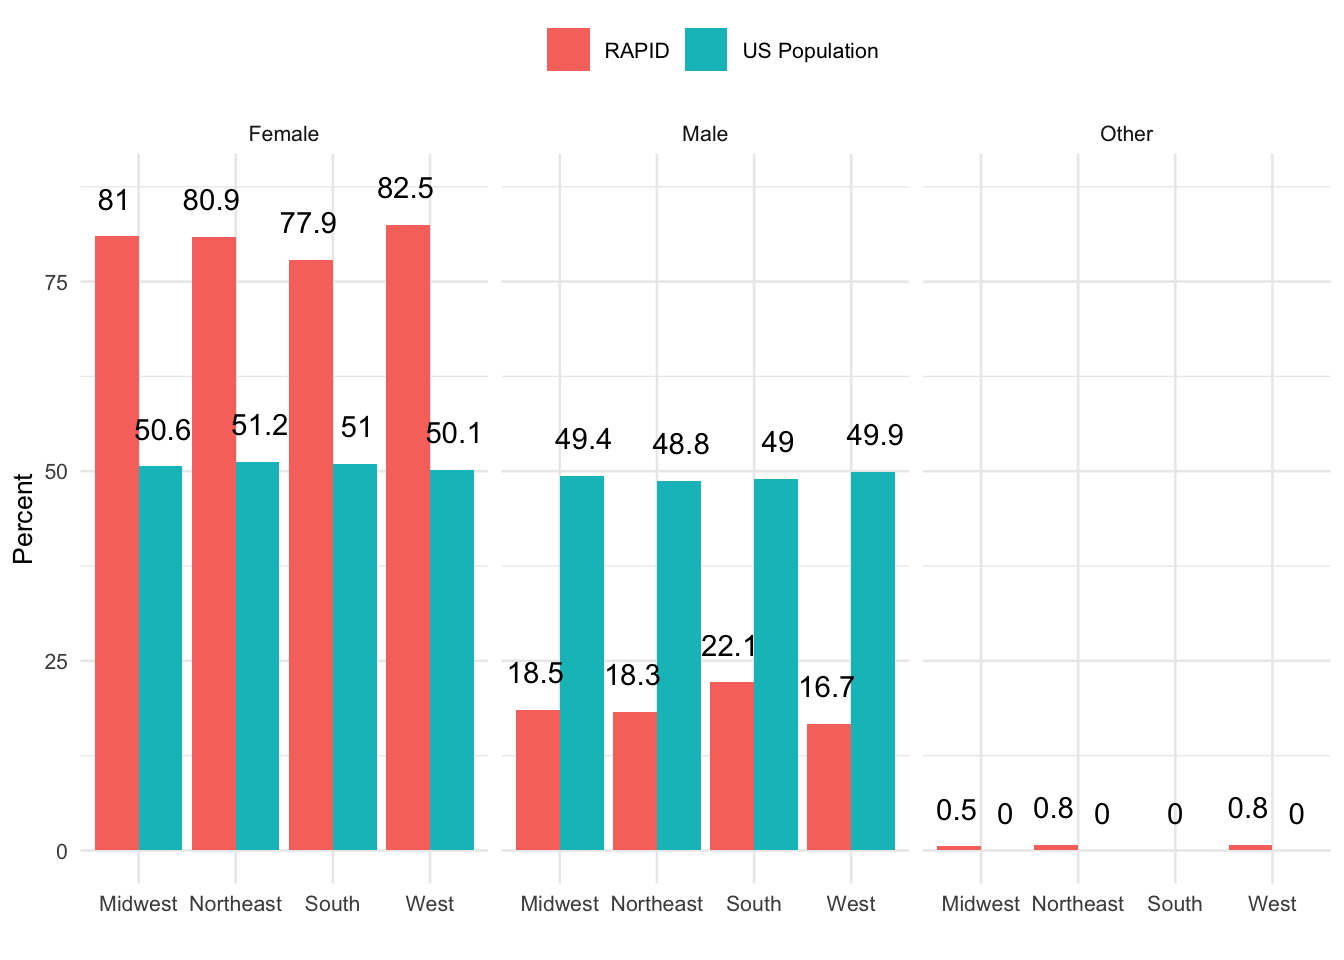 RAPID US Population
Female Male Other
82.5
81 80.9
77.9
75
50.6 51.2 51 50.1 49.4 48.8 49 49.9
50
Percent
22.1
18.5 18.3 16.7
25
0.5 0 0.8 0 0 0.8 0
0
Midwest Northeast South West Midwest Northeast South West Midwest Northeast South West